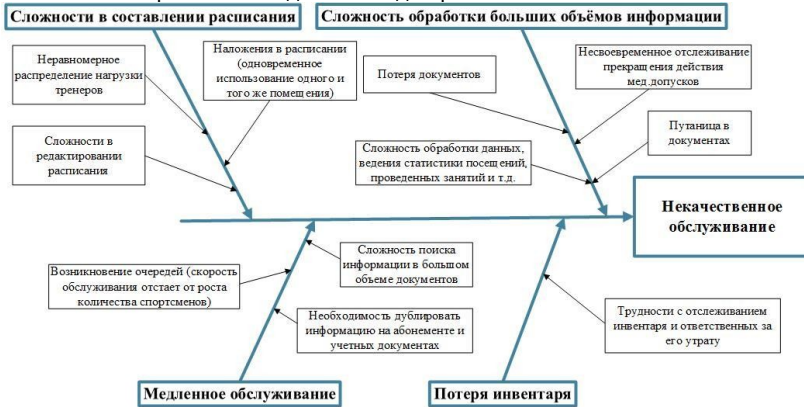 Сложности в составлении расписания
Сложность обработки больших объёмов информации
Неравномерное
распределение нагрузки
тренеров
Наложения в расписании
(одновременное
использование одного и
того же помещения)
Сложности в
редактировании
расписания
Потеря документов
Несвоевременное отслеживание
прекращения действия
мед.допусков
Сложность обработки данных,
ведения статистики посещений,
проведенных занятий и т.д.
Путаница в
документах
Некачественное
обслуживание
Возникновение очередей (скорость
обслуживания отстает от роста
количества спортсменов)
Сложность поиска
информации в большом
объеме документов
Необходимость дублировать
информацию на абонементе и
учетных документах
Трудности с отслеживанием
инвентаря и ответственных за
его утрату
Медленное обслуживание
Потеря инвентаря